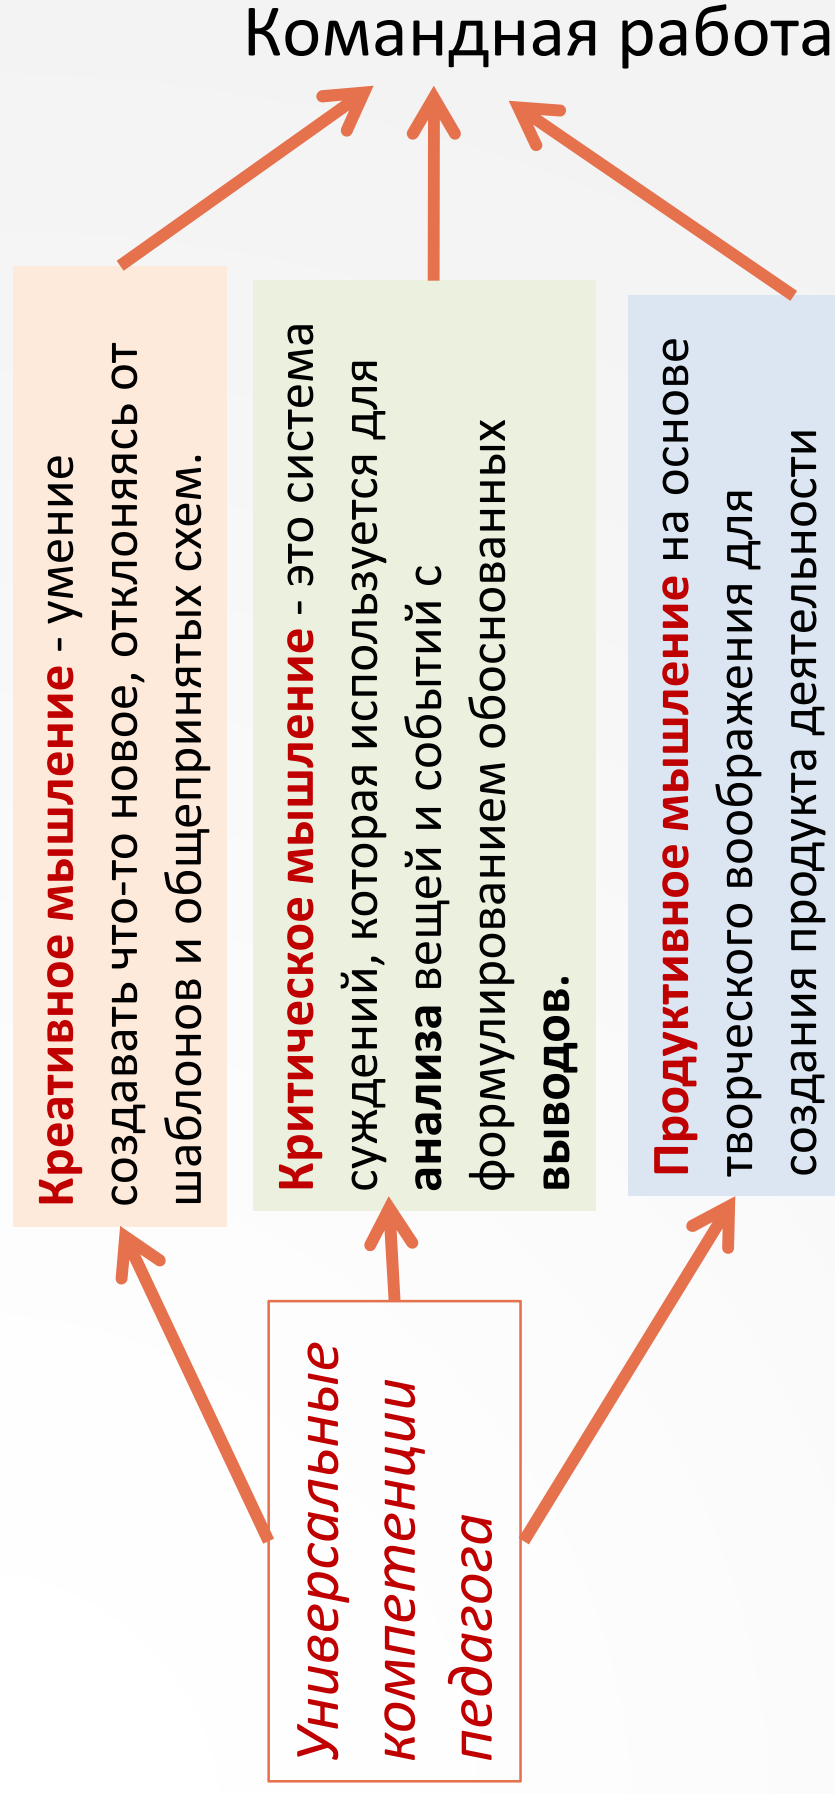 Командная работа
Креативное мышление - умение
создавать что-то новое, отклоняясь от
шаблонов и общепринятых схем.
Критическое мышление - это система
суждений, которая используется для
анализа вещей и событий с
формулированием обоснованных
выводов.
Продуктивное мышление на основе
творческого воображения для
создания продукта деятельности
Универсальные
компетенции
педагога